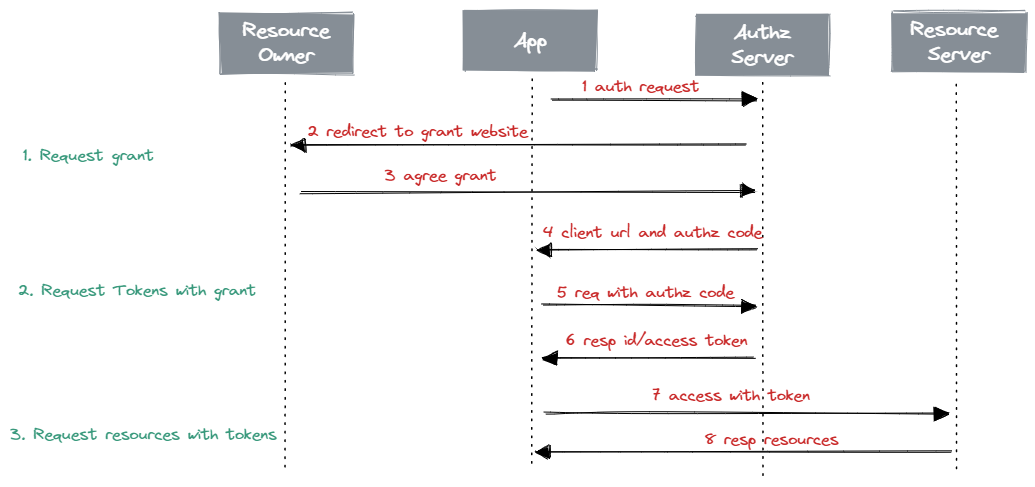 Resource
Owner
App
Authz
Server
Resource
Server
1 auth request
2 redirect to grant website
1. Request grant
3 agree grant
4 client url and authz code
2. Request Tokens with grant
5 req with authz code
6 resp id/access token
7 access with token
3. Request resources with tokens
8 resp resources